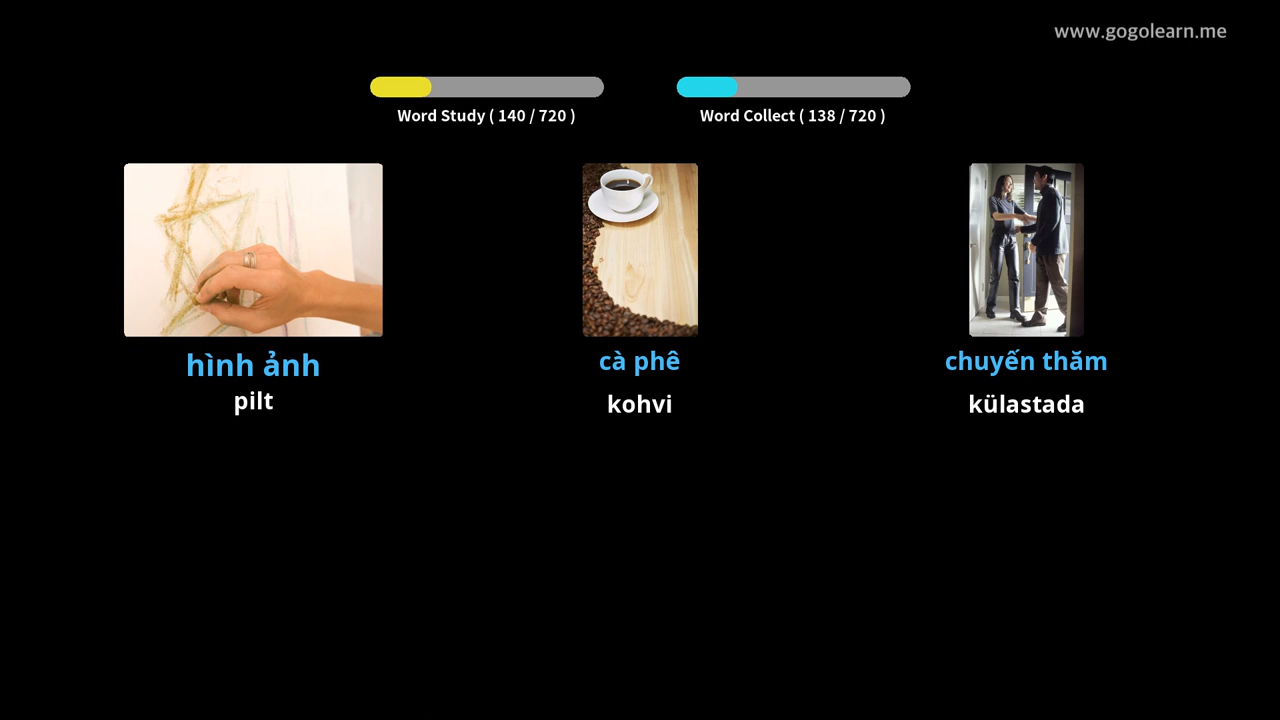 www.gogolearn.me
Word Study ( 140 / 720 )
Word Collect ( 138 / 720 )
hình ảnh
pilt
cà phê
kohvi
chuyến thăm
külastada